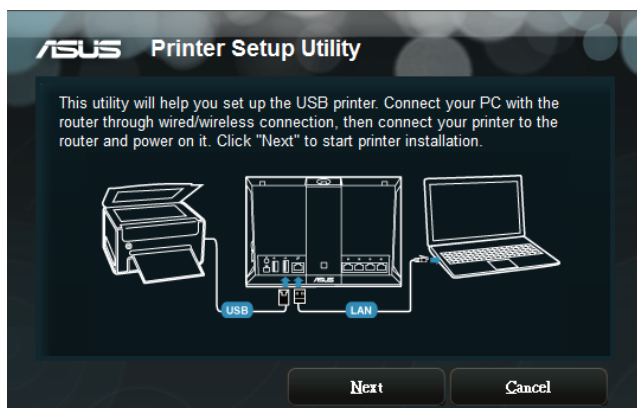 ASUS Printer Setup Utility
This utility will help you set up the USB printer. Connect your PC with the
router through wired/wireless connection, then connect your printer to the
router and power on it. Click "Next" to start printer installation.
ASUS
USB
LAN
Next
Cancel